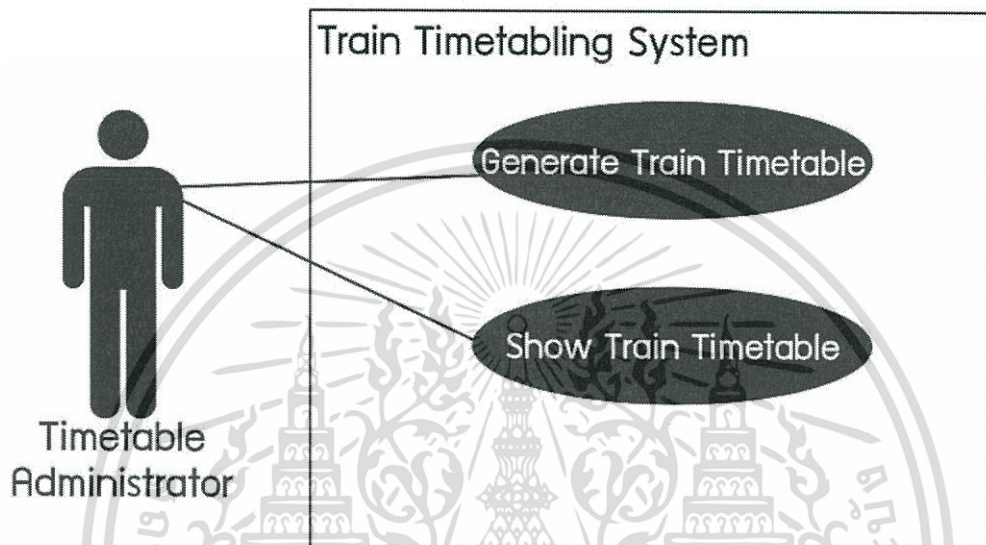 Train Timetabling System
Generate Train Timetable
Show Train Timetable
Timetable
Administrator